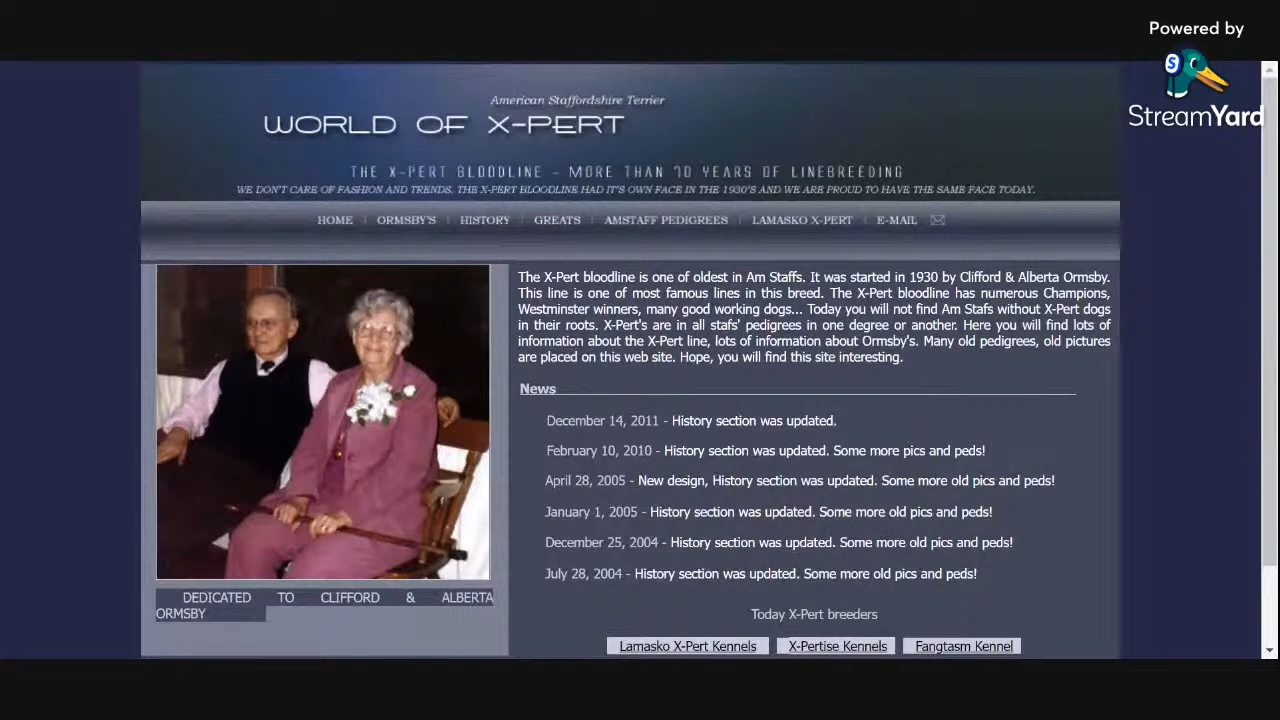 Powered by
StreamYard
American Staffordshire Terrier
WORLD OF X-PERT
THE X-PERT BLOODLINE - MORE THAN 70 YEARS OF LINEBREEDING
WE DON'T CARE OF FASHION AND TRENDS. THE X-PERT BLOODLINE HAD IT'S OWN FACE IN THE 1930'S AND WE ARE PROUD TO HAVE THE SAME FACE TODAY.
HOME | ORMSBY'S | HISTORY | GREATS | AMSTAFF PEDIGREES | LAMASKO X-PERT | E-MAIL
The X-Pert bloodline is one of oldest in Am Staffs. It was started in 1930 by Clifford & Alberta Ormsby.
This line is one of most famous lines in this breed. The X-Pert bloodline has numerous Champions,
Westminster winners, many good working dogs... Today you will not find Am Stafs without X-Pert dogs
in their roots. X-Pert's are in all stafs' pedigrees in one degree or another. Here you will find lots of
information about the X-Pert line, lots of information about Ormsby's. Many old pedigrees, old pictures
are placed on this web site. Hope, you will find this site interesting.
News
December 14, 2011 - History section was updated.
February 10, 2010 - History section was updated. Some more pics and peds!
April 28, 2005 - New design, History section was updated. Some more old pics and peds!
January 1, 2005 - History section was updated. Some more old pics and peds!
December 25, 2004 - History section was updated. Some more old pics and peds!
July 28, 2004 - History section was updated. Some more old pics and peds!
DEDICATED TO CLIFFORD & ALBERTA
ORMSBY
Today X-Pert breeders
Lamasko X-Pert Kennels X-Pertise Kennels Fangtasm Kennel